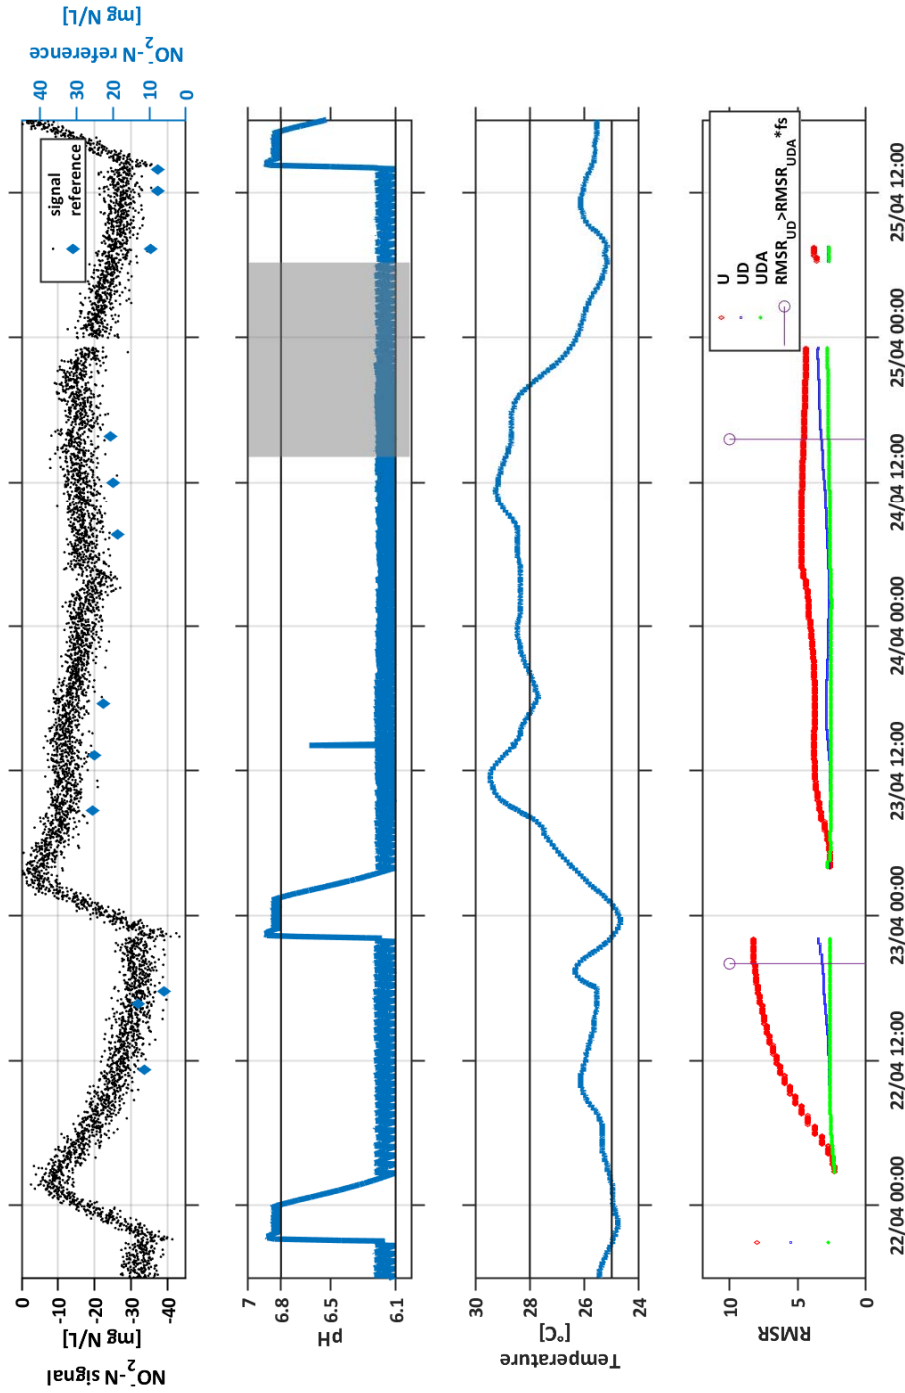 NO₂⁻-N signal
[mg N/L]
0
-10
-20
-30
-40
NO₂⁻-N reference
[mg N/L]
40
30
20
10
0
signal
reference
pH
7
6.8
6.5
6.1
Temperature
[°C]
30
28
26
24
RMSR
10
5
0
U
UD
UDA
RMSR_UD>RMSR_UDA*fs
22/04 00:00
22/04 12:00
23/04 00:00
23/04 12:00
24/04 00:00
24/04 12:00
25/04 00:00
25/04 12:00